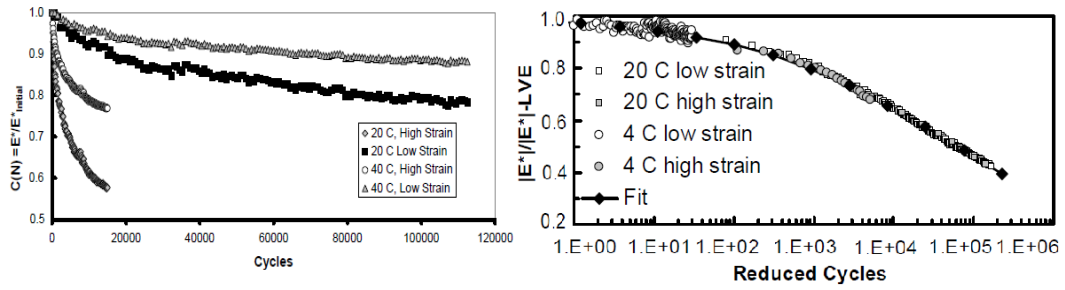 C(N) = E*/E*Initial
1.0
0.9
0.8
0.7
0.6
0.5
0
20000
40000
60000
80000
100000
120000
Cycles
20 C, High Strain
20 C Low Strain
40 C, High Strain
40 C, Low Strain
|E*|/|E*|-LVE
1.0
0.8
0.6
0.4
0.2
1.E+00
1.E+01
1.E+02
1.E+03
1.E+04
1.E+05
1.E+06
Reduced Cycles
20 C low strain
20 C high strain
4 C low strain
4 C high strain
Fit